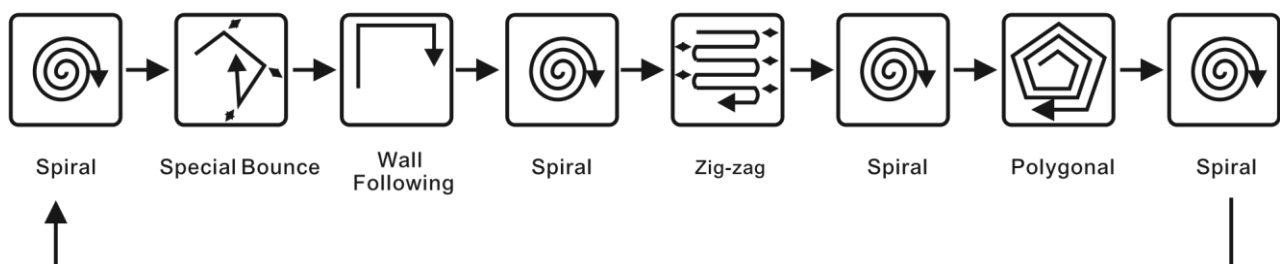 Spiral
Special Bounce
Wall
Following
Spiral
Zig-zag
Spiral
Polygonal
Spiral